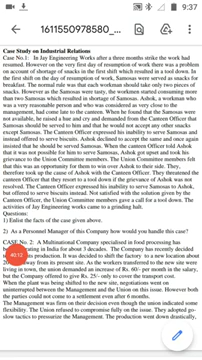 9:37
1611550978580_...
Case Study on Industrial Relations
Case No.1: In Jay Engineering Works after three months strike the work had
resumed. However on the very first day of resumption of work there was a problem
on account of shortage of snacks in the first shift which resulted in a tool down. In
the first shift on the day of resumption of work, Samosas were served as snacks for
breakfast. The normal rule was that each workman should take only two pieces of
snacks. However as the Samosas were tasty, the workmen started consuming more
than two Samosas which resulted in shortage of Samosas. Ashok, a workman who
was a very reasonable person and who was considered as very close to the
management, had come late to the canteen. When he found that the Samosas were
not available, he raised a hue and cry and demanded from the Canteen Officer that
Samosas should be served to him and that he would not accept any other snacks
except Samosas. The Canteen Officer expressed his inability to serve Samosas and
instead offered to serve biscuits. Ashok declined to accept the same and once again
insisted that he should be served Samosas. When the canteen Officer told Ashok
that it was not possible for him to serve Samosas, Ashok got upset and took his
grievance to the Union Committee members. The Union Committee members felt
that this was an opportunity for them to win over Ashok to their side. They,
therefore took up the cause of Ashok with the Canteen Officer. They threatened the
canteen Officer that they resort to a tool down if the grievance of Ashok was not
resolved. The Canteen Officer expressed his inability to serve Samosas to Ashok,
but offered to serve biscuits instead. Not satisfied with the solution given by the
Canteen Officer, the Union Committee members gave a call for a tool down. The
activities of Jay Engineering works came to a grinding halt.
Questions:
1) Enlist the facts of the case given above.
2) As a Personnel Manager of this Company how would you handle this case?
CASE No. 2: A Multinational Company specialised in food processing has
been operating in India for about 3 decades. The Company has recently decided
its production. It was decided to shift the factory to a new location about
20 away from its present site. As the workers transferred to the new site were
living in town, the union demanded an increase of Rs. 60/- per month in the salary,
but the Company offered to give Rs. 25/- only to cover the transport cost.
When the plant was being shifted to the new site, negotiations went on
uninterrupted between the Management and the Union on this issue. However both
the parties could not come to a settlement even after 6 months.
The Management was firm on their decision even though the union indicated some
flexibility. The Union refused to compromise fully on the issue. They adopted go-
slow tactics to pressurize the Management. The production went down drastically,